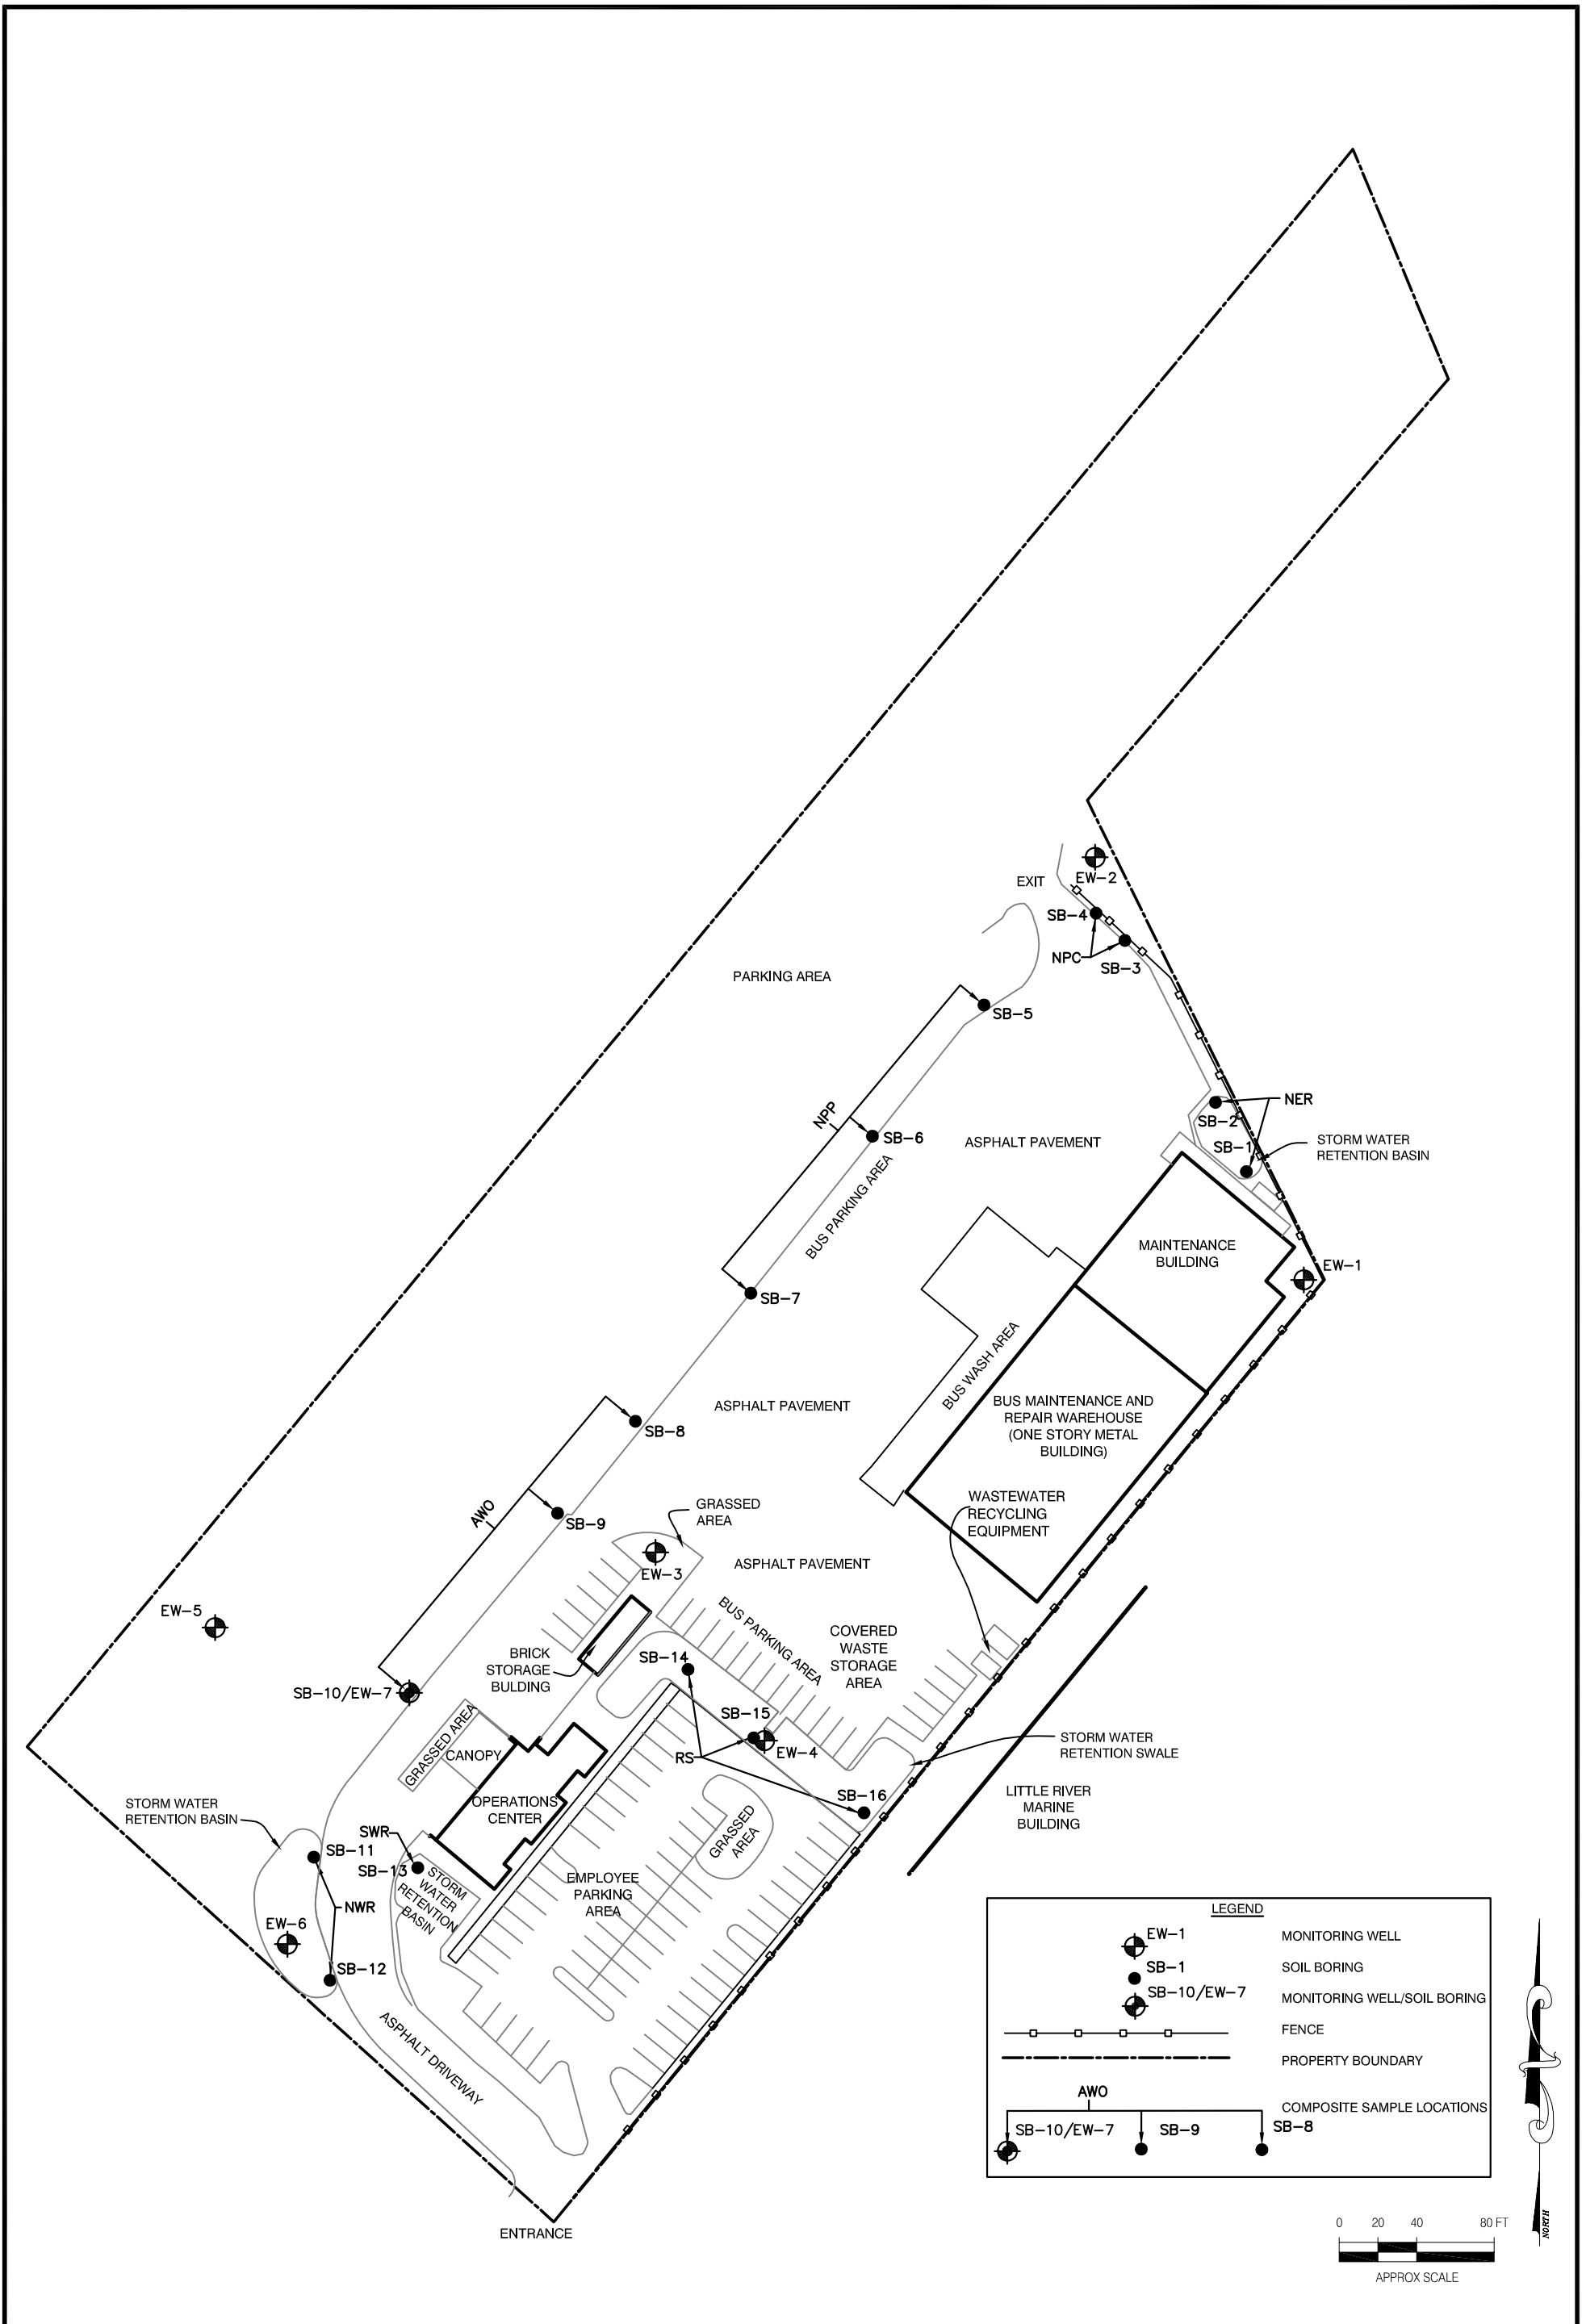 EXIT
EW-2
SB-4
NPC
SB-3
PARKING AREA
SB-5
NPP
SB-6
BUS PARKING AREA
SB-7
ASPHALT PAVEMENT
NER
SB-2
SB-1
STORM WATER
RETENTION BASIN
MAINTENANCE
BUILDING
EW-1
BUS WASH AREA
BUS MAINTENANCE AND
REPAIR WAREHOUSE
(ONE STORY METAL
BUILDING)
ASPHALT PAVEMENT
SB-8
AWO
SB-9
GRASSED
AREA
WASTEWATER
RECYCLING
EQUIPMENT
ASPHALT PAVEMENT
EW-3
EW-5
BUS PARKING AREA
COVERED
WASTE
STORAGE
AREA
BRICK
STORAGE
BULDING
SB-14
SB-10/EW-7
SB-15
EW-4
RS
GRASSED AREA
CANOPY
STORM WATER
RETENTION SWALE
SB-16
LITTLE RIVER
MARINE
BUILDING
OPERATIONS
CENTER
STORM WATER
RETENTION BASIN
GRASSED
AREA
SWR
SB-11
SB-13
STORM
WATER
RETENTION
BASIN
EMPLOYEE
PARKING
AREA
NWR
EW-6
SB-12
ASPHALT DRIVEWAY
ENTRANCE
LEGEND
EW-1 MONITORING WELL
SB-1 SOIL BORING
SB-10/EW-7 MONITORING WELL/SOIL BORING
FENCE
PROPERTY BOUNDARY
AWO
COMPOSITE SAMPLE LOCATIONS
SB-10/EW-7 SB-9 SB-8
0 20 40 80 FT
APPROX SCALE
NORTH